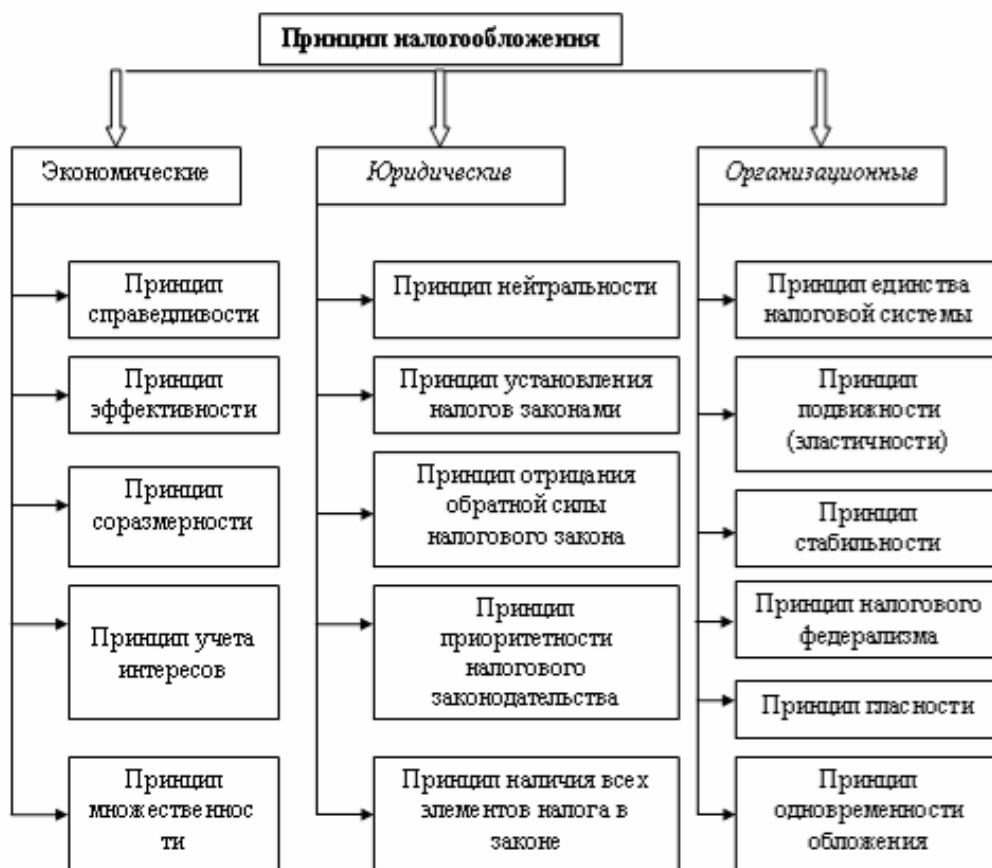 Принцип налогообложения
Экономические
Принцип
справедливости
Принцип
эффективности
Принцип
соразмерности
Принцип учета
интересов
Принцип
множественнос
ти
Юридические
Принцип нейтральности
Принцип установления
налогов законами
Принцип отрицания
обратной силы
налогового закона
Принцип
приоритетности
налогового
законодательства
Принцип наличия всех
элементов налога в
законе
Организационные
Принцип единства
налоговой системы
Принцип
подвижности
(эластичности)
Принцип
стабильности
Принцип налогового
федерализма
Принцип гласности
Принцип
одновременности
обложения